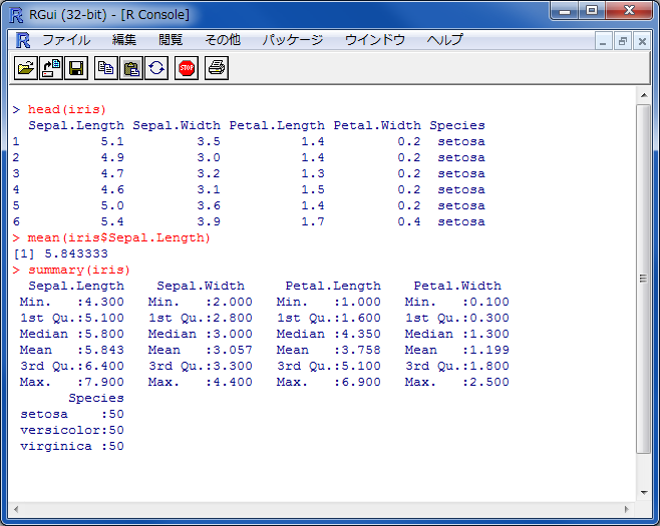 RGui (32-bit) - [R Console]
ファイル 編集 閲覧 その他 パッケージ ウインドウ ヘルプ
STOP
> head(iris)
  Sepal.Length Sepal.Width Petal.Length Petal.Width Species
1          5.1         3.5          1.4         0.2  setosa
2          4.9         3.0          1.4         0.2  setosa
3          4.7         3.2          1.3         0.2  setosa
4          4.6         3.1          1.5         0.2  setosa
5          5.0         3.6          1.4         0.2  setosa
6          5.4         3.9          1.7         0.4  setosa
> mean(iris$Sepal.Length)
[1] 5.843333
> summary(iris)
  Sepal.Length    Sepal.Width     Petal.Length    Petal.Width
 Min.   :4.300   Min.   :2.000   Min.   :1.000   Min.   :0.100
 1st Qu.:5.100   1st Qu.:2.800   1st Qu.:1.600   1st Qu.:0.300
 Median :5.800   Median :3.000   Median :4.350   Median :1.300
 Mean   :5.843   Mean   :3.057   Mean   :3.758   Mean   :1.199
 3rd Qu.:6.400   3rd Qu.:3.300   3rd Qu.:5.100   3rd Qu.:1.800
 Max.   :7.900   Max.   :4.400   Max.   :6.900   Max.   :2.500
       Species
 setosa    :50
 versicolor:50
 virginica :50